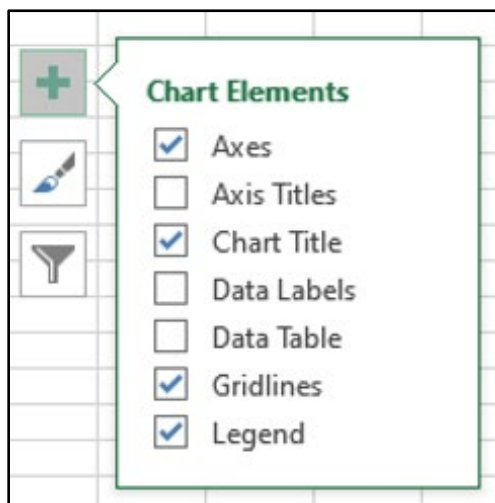 Chart Elements
Axes
Axis Titles
Chart Title
Data Labels
Data Table
Gridlines
Legend